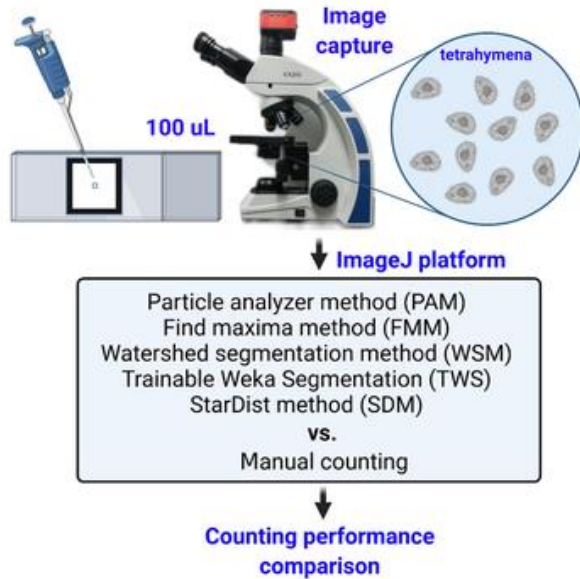 Image
capture
tetrahymena
100 uL
ImageJ platform
Particle analyzer method (PAM)
Find maxima method (FMM)
Watershed segmentation method (WSM)
Trainable Weka Segmentation (TWS)
StarDist method (SDM)
vs.
Manual counting
Counting performance
comparison